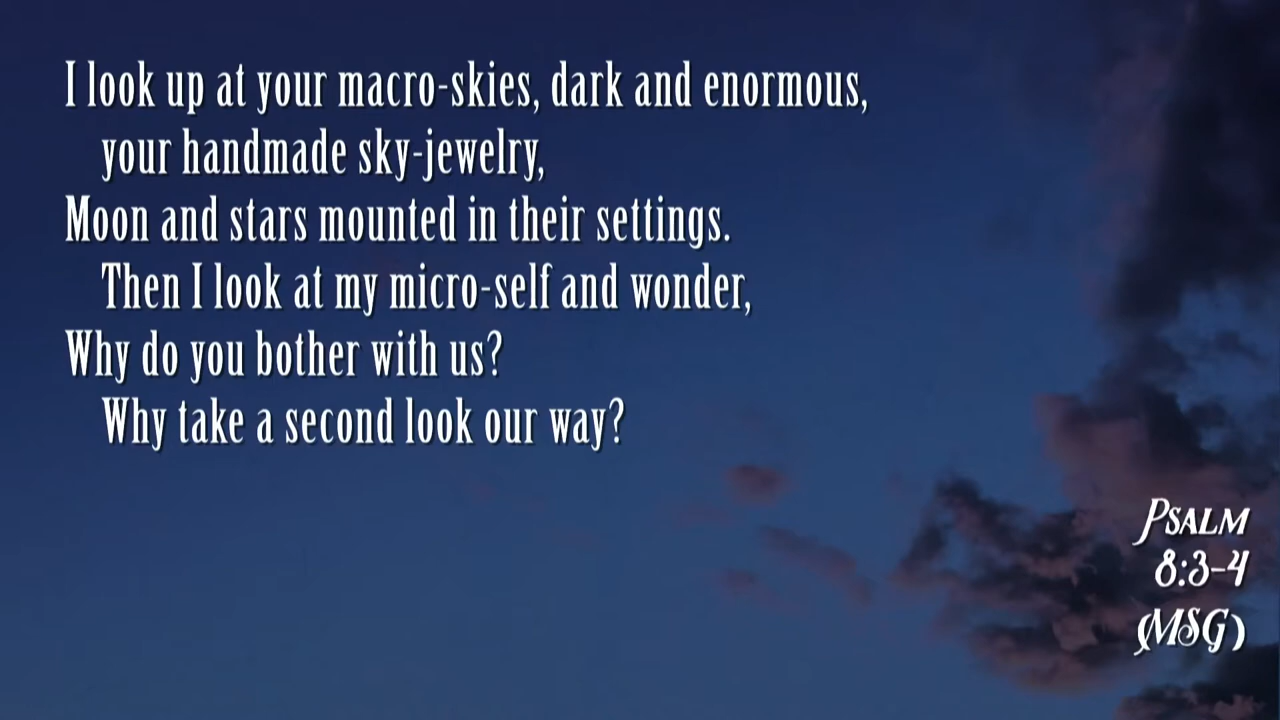 I look up at your macro-skies, dark and enormous,
your handmade sky-jewelry,
Moon and stars mounted in their settings.
Then I look at my micro-self and wonder,
Why do you bother with us?
Why take a second look our way?
Psalm
8:3-4
(MSG)